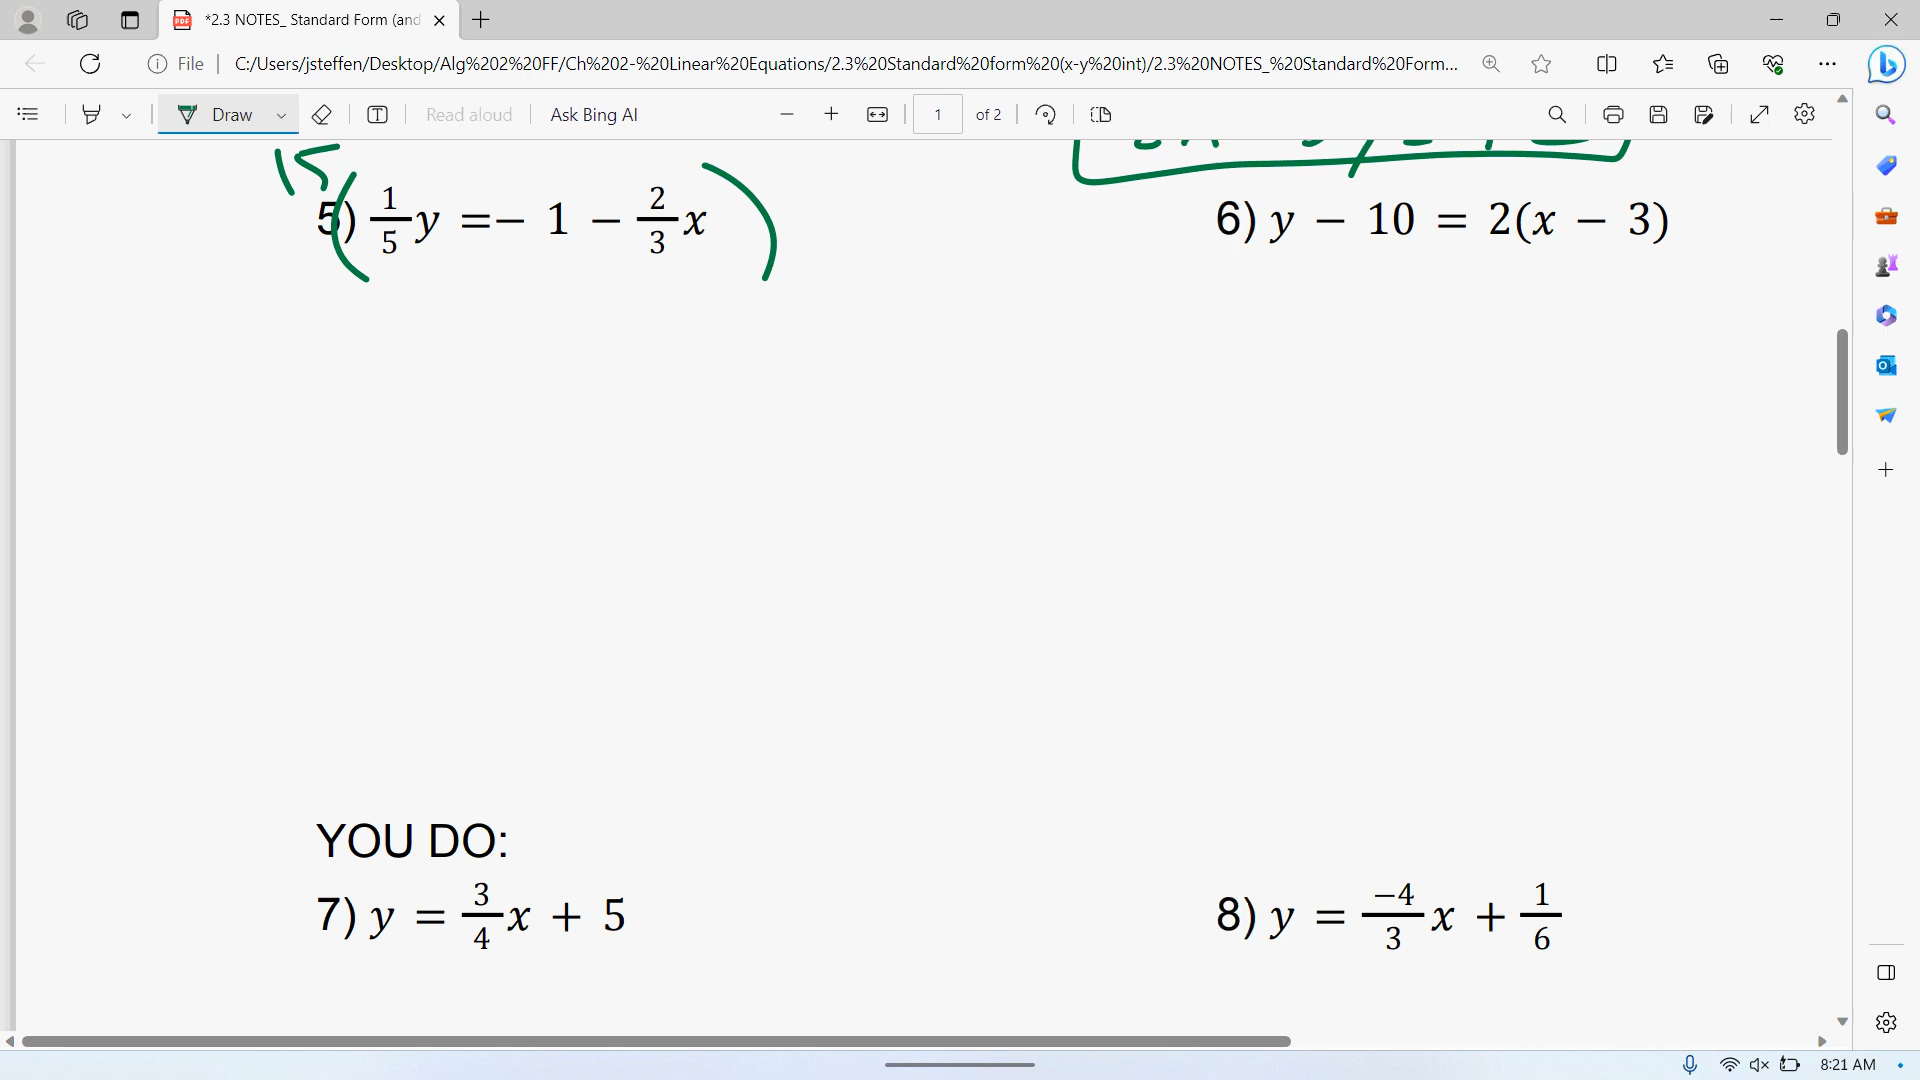 *2.3 NOTES_ Standard Form (and
File | C:/Users/jsteffen/Desktop/Alg%202%20FF/Ch%202-%20Linear%20Equations/2.3%20Standard%20form%20(x-y%20int)/2.3%20NOTES_%20Standard%20Form...
Draw Read aloud Ask Bing AI 1 of 2
15
5) 1/5 y =− 1 − 2/3 x
6) y − 10 = 2(x − 3)
YOU DO:
7) y = 3/4 x + 5
8) y = −4/3 x + 1/6
8:21 AM